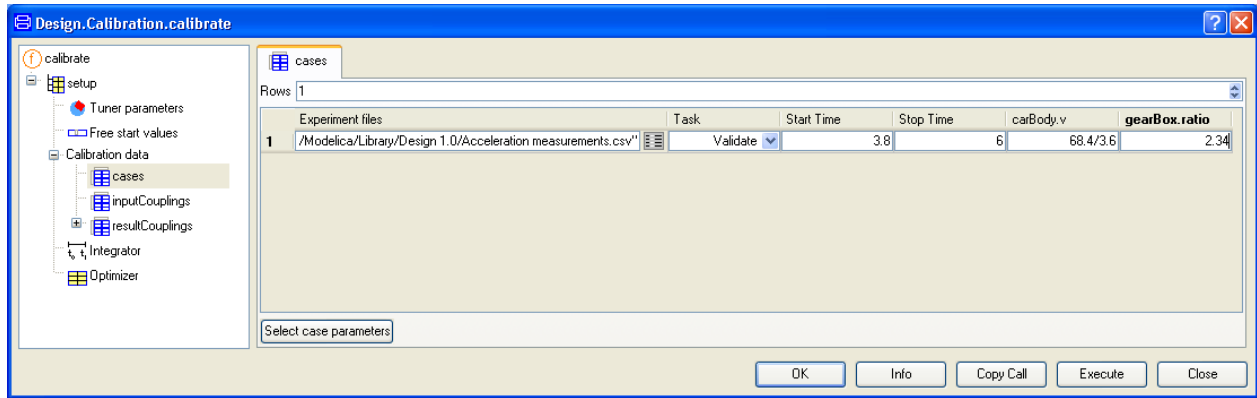 Design.Calibration.calibrate
calibrate
setup
Tuner parameters
Free start values
Calibration data
cases
inputCouplings
resultCouplings
Integrator
Optimizer
cases
Rows 1
Experiment files Task Start Time Stop Time carBody.v gearBox.ratio
1 /Modelica/Library/Design 1.0/Acceleration measurements.csv" Validate 3.8 6 68.4/3.6 2.34
Select case parameters
OK Info Copy Call Execute Close